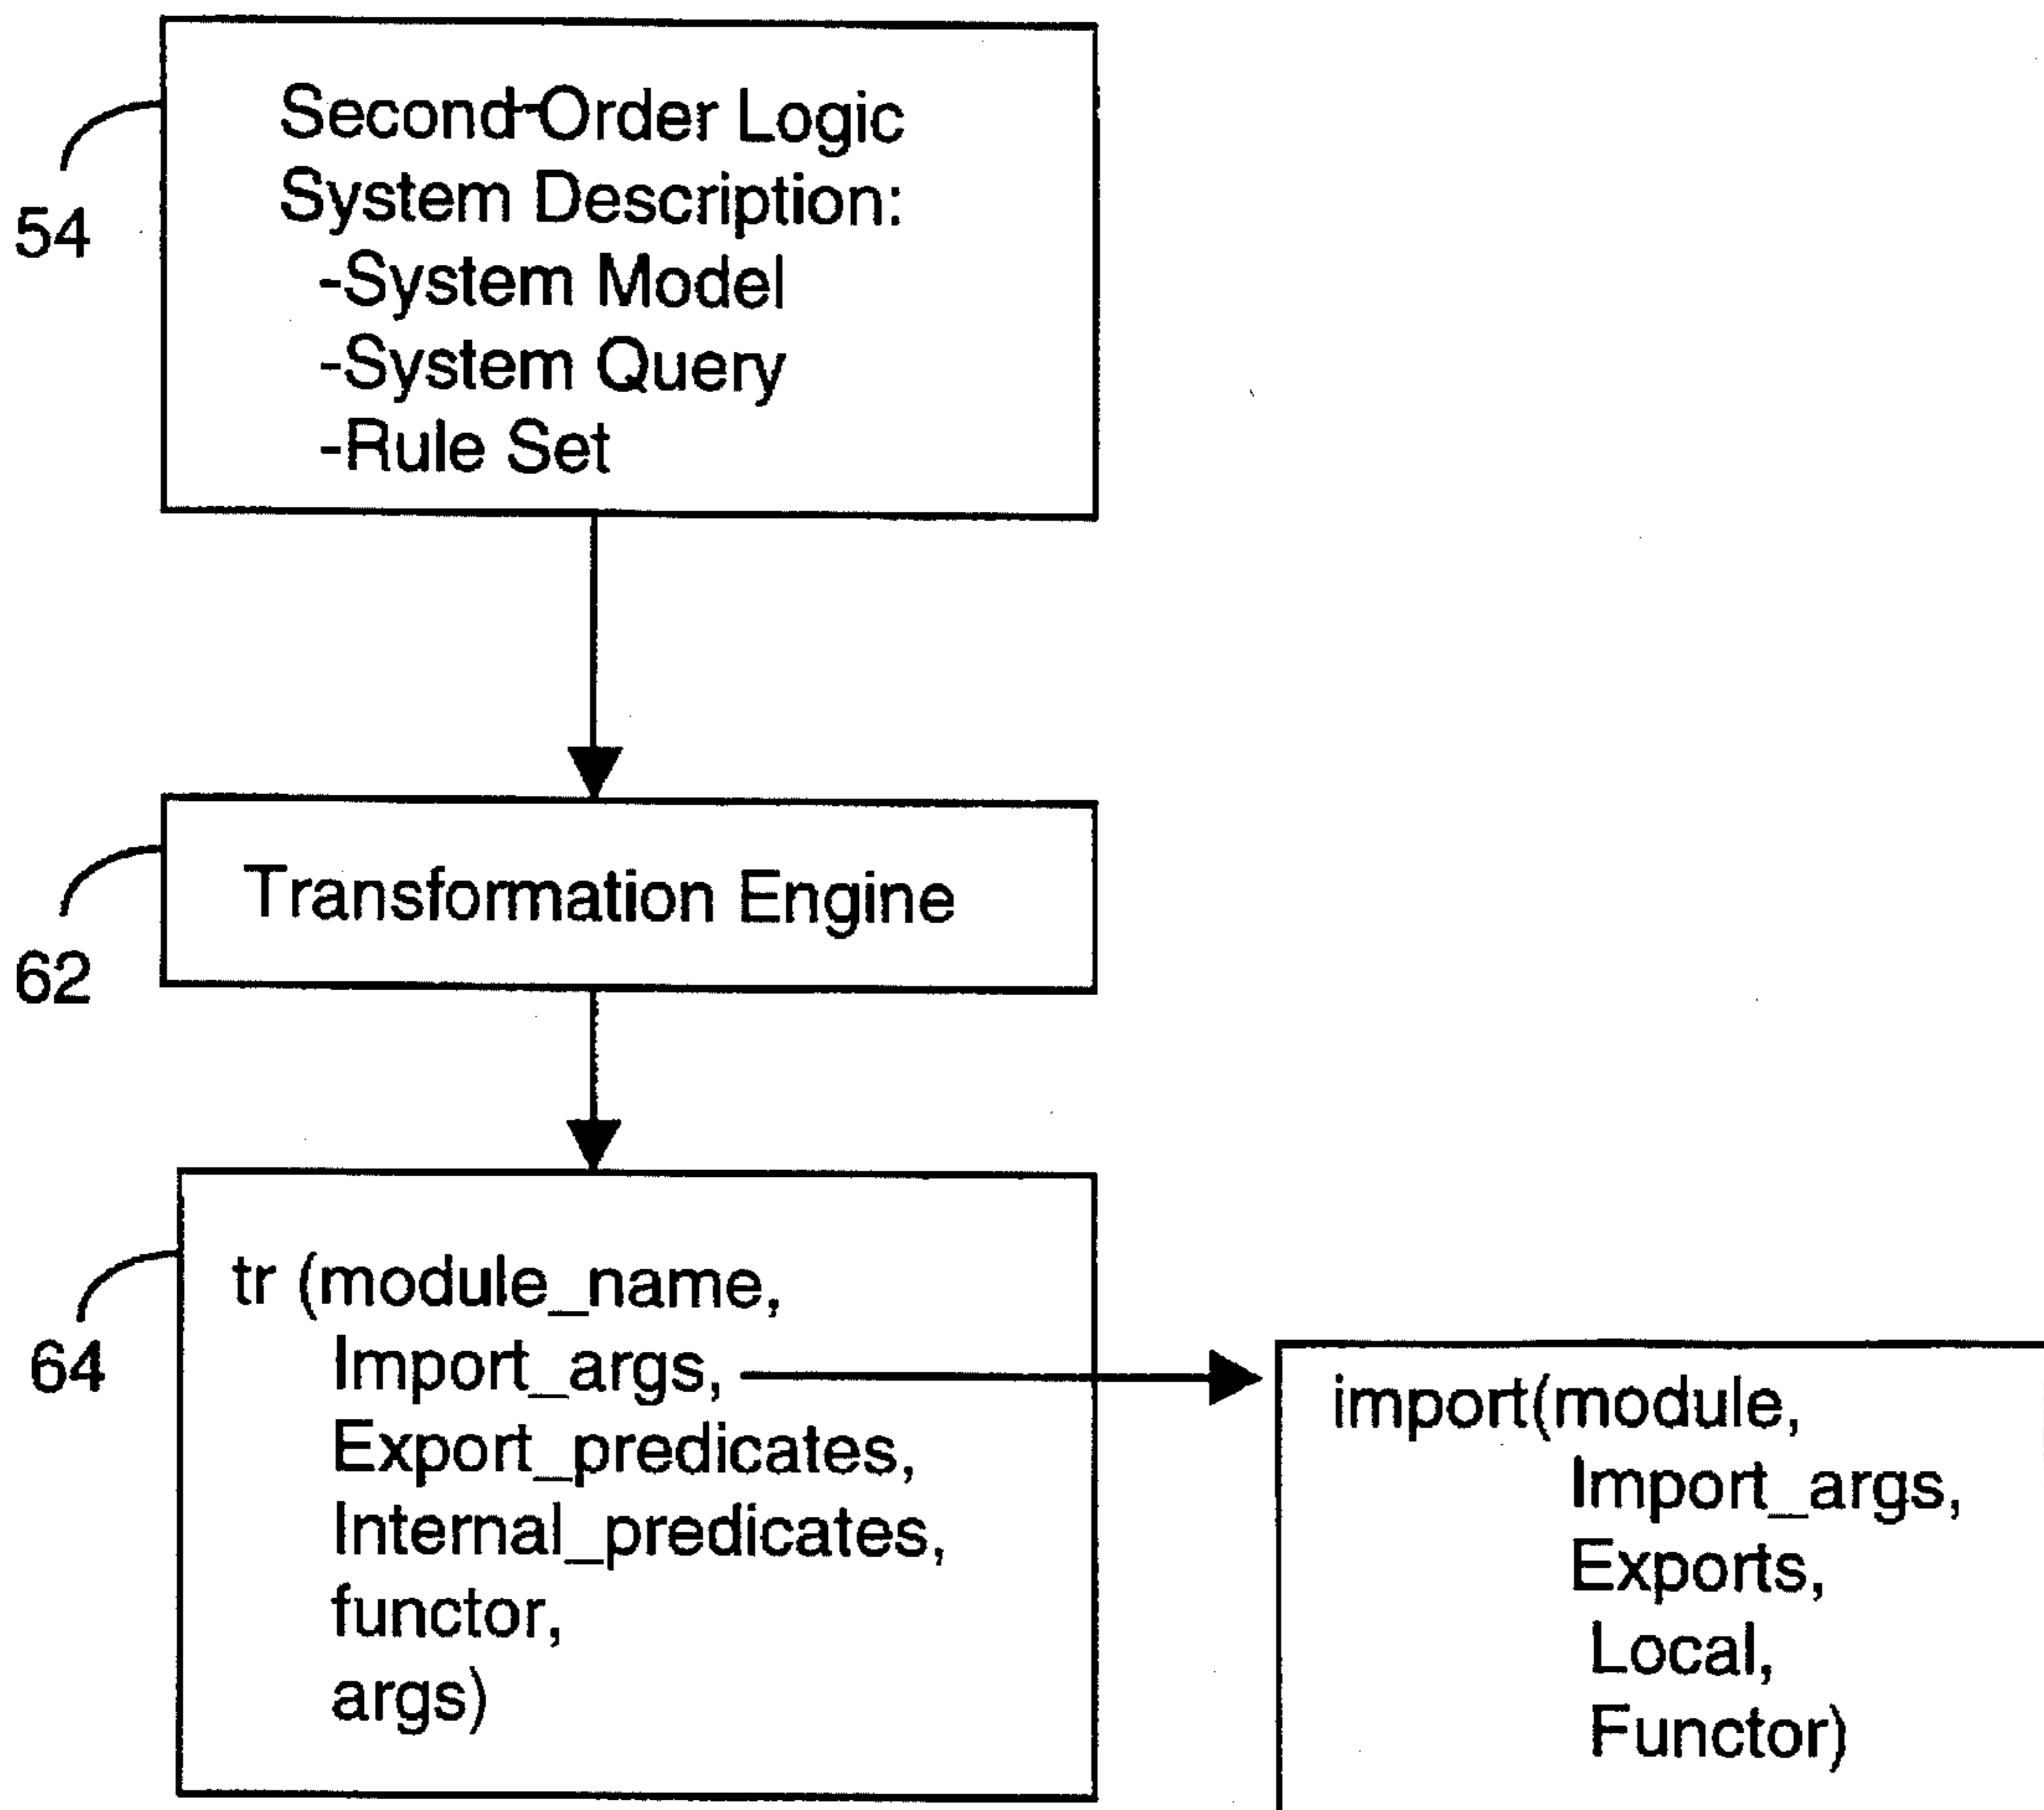 Second-Order Logic
System Description:
-System Model
-System Query
-Rule Set
54
Transformation Engine
62
tr (module_name,
Import_args,
Export_predicates,
Internal_predicates,
functor,
args)
64
import(module,
Import_args,
Exports,
Local,
Functor)